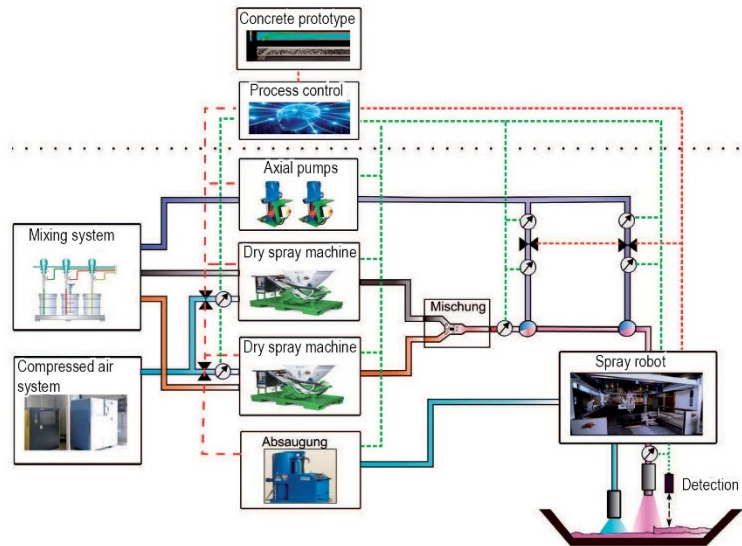 Concrete prototype
Process control
Axial pumps
Mixing system
Dry spray machine
Mischung
Compressed air
system
Dry spray machine
Spray robot
Absaugung
Detection